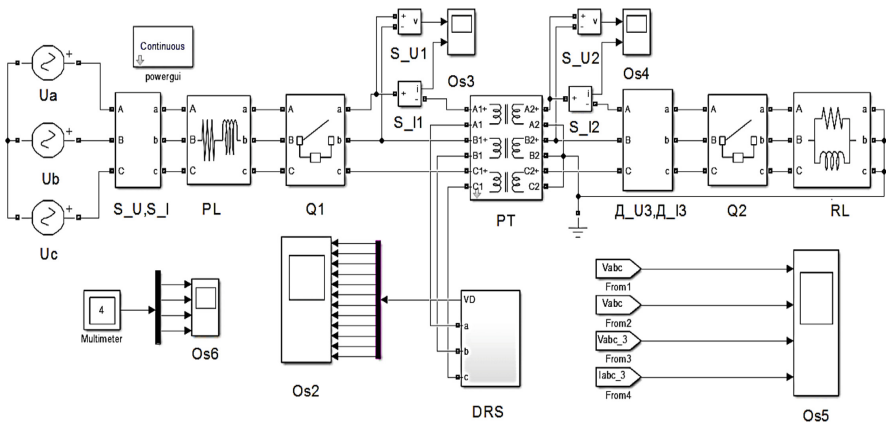 Ua
Ub
Uc
Continuous
powergui
A
B
C
a
b
c
S_U,S_I
A
B
C
a
b
c
PL
A
B
C
a
b
c
Q1
+
-
v
S_U1
Os3
+
i
-
S_I1
A1+
A1
B1+
B1
C1+
C1
A2+
A2
B2+
B2
C2+
C2
PT
+
-
v
S_U2
Os4
+
i
-
S_I2
A
B
C
a
b
c
Д_U3,Д_I3
A
B
C
a
b
c
Q2
A
B
C
a
b
c
RL
4
Multimeter
Os6
Os2
VD
a
b
c
DRS
Vabc
From1
Vabc
From2
Vabc_3
From3
Iabc_3
From4
Os5